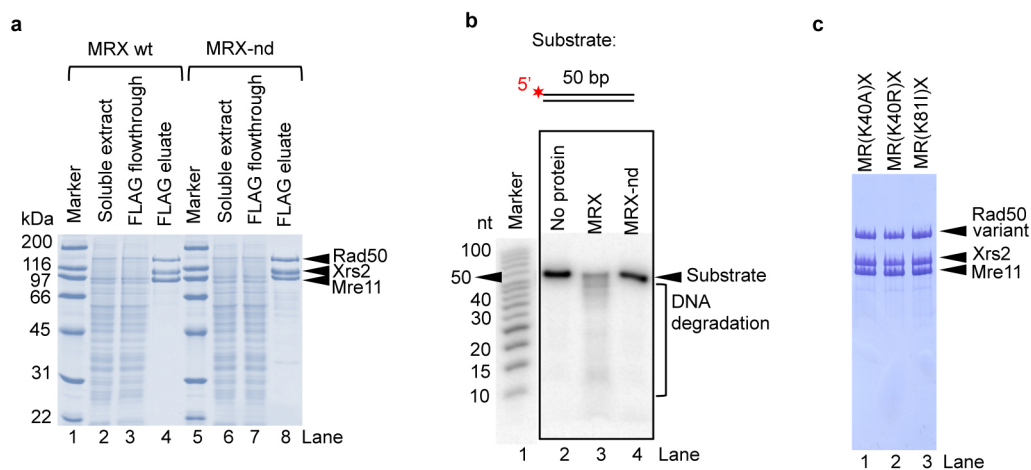 a
MRX wt
MRX-nd
Marker
Soluble extract
FLAG flowthrough
FLAG eluate
Marker
Soluble extract
FLAG flowthrough
FLAG eluate
kDa
200
116
97
66
45
31
22
Rad50
Xrs2
Mre11
1 2 3 4 5 6 7 8 Lane
b
Substrate:
50 bp
5'
Marker
No protein
MRX
MRX-nd
nt
100
50
40
30
20
15
10
Substrate
DNA
degradation
1 2 3 4 Lane
c
MR(K40A)X
MR(K40R)X
MR(K81I)X
Rad50
variant
Xrs2
Mre11
1 2 3 Lane